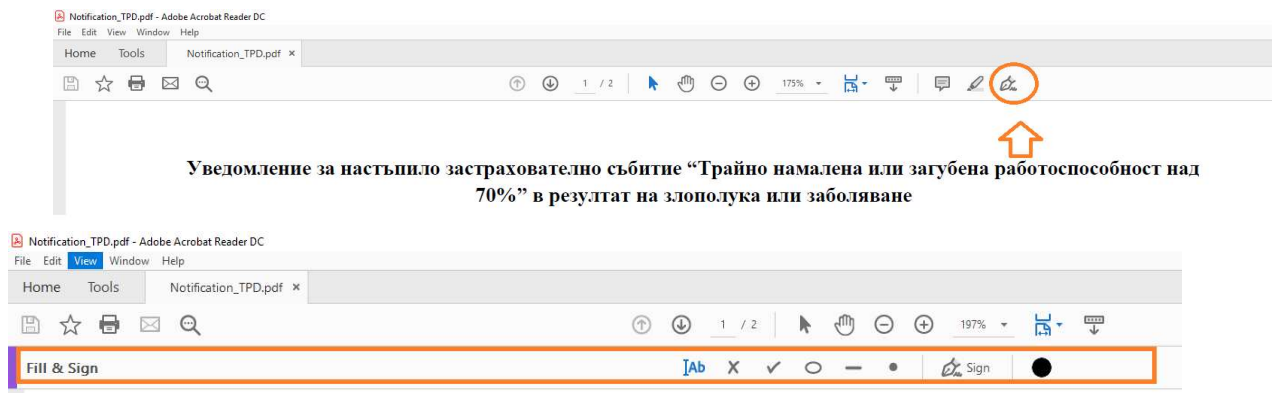 Notification_TPD.pdf - Adobe Acrobat Reader DC
File Edit View Window Help
Home Tools Notification_TPD.pdf ×
1 / 2 175%
Уведомление за настъпило застрахователно събитие “Трайно намалена или загубена работоспособност над
70%” в резултат на злополука или заболяване
Notification_TPD.pdf - Adobe Acrobat Reader DC
File Edit View Window Help
Home Tools Notification_TPD.pdf ×
1 / 2 197%
Fill & Sign Ab Sign